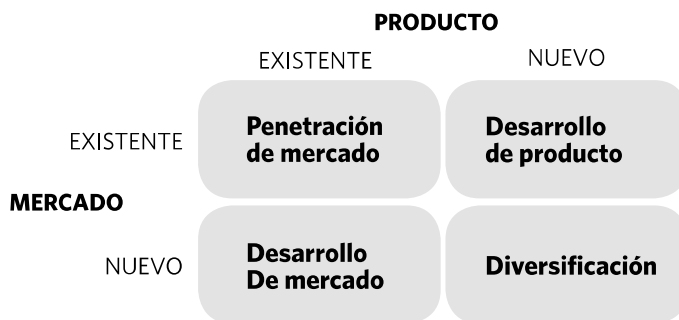 PRODUCTO
EXISTENTE NUEVO
EXISTENTE
Penetración
de mercado
Desarrollo
de producto
MERCADO
NUEVO
Desarrollo
De mercado
Diversificación